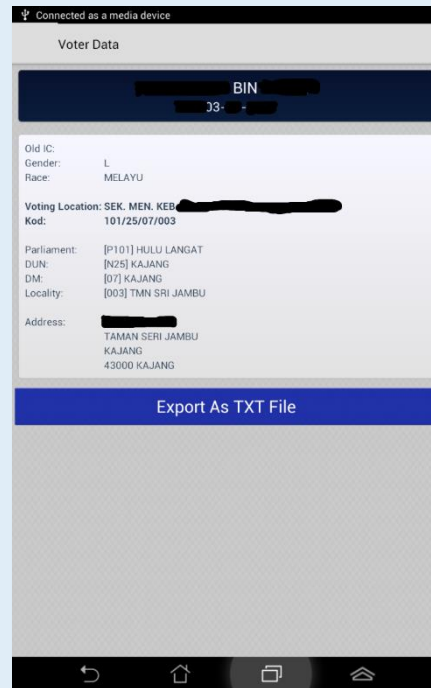 Connected as a media device
Voter Data
BIN
03- -
Old IC:
Gender: L
Race: MELAYU
Voting Location: SEK. MEN. KEB
Kod: 101/25/07/003
Parliament: [P101] HULU LANGAT
DUN: [N25] KAJANG
DM: [07] KAJANG
Locality: [003] TMN SRI JAMBU
Address:
TAMAN SERI JAMBU
KAJANG
43000 KAJANG
Export As TXT File